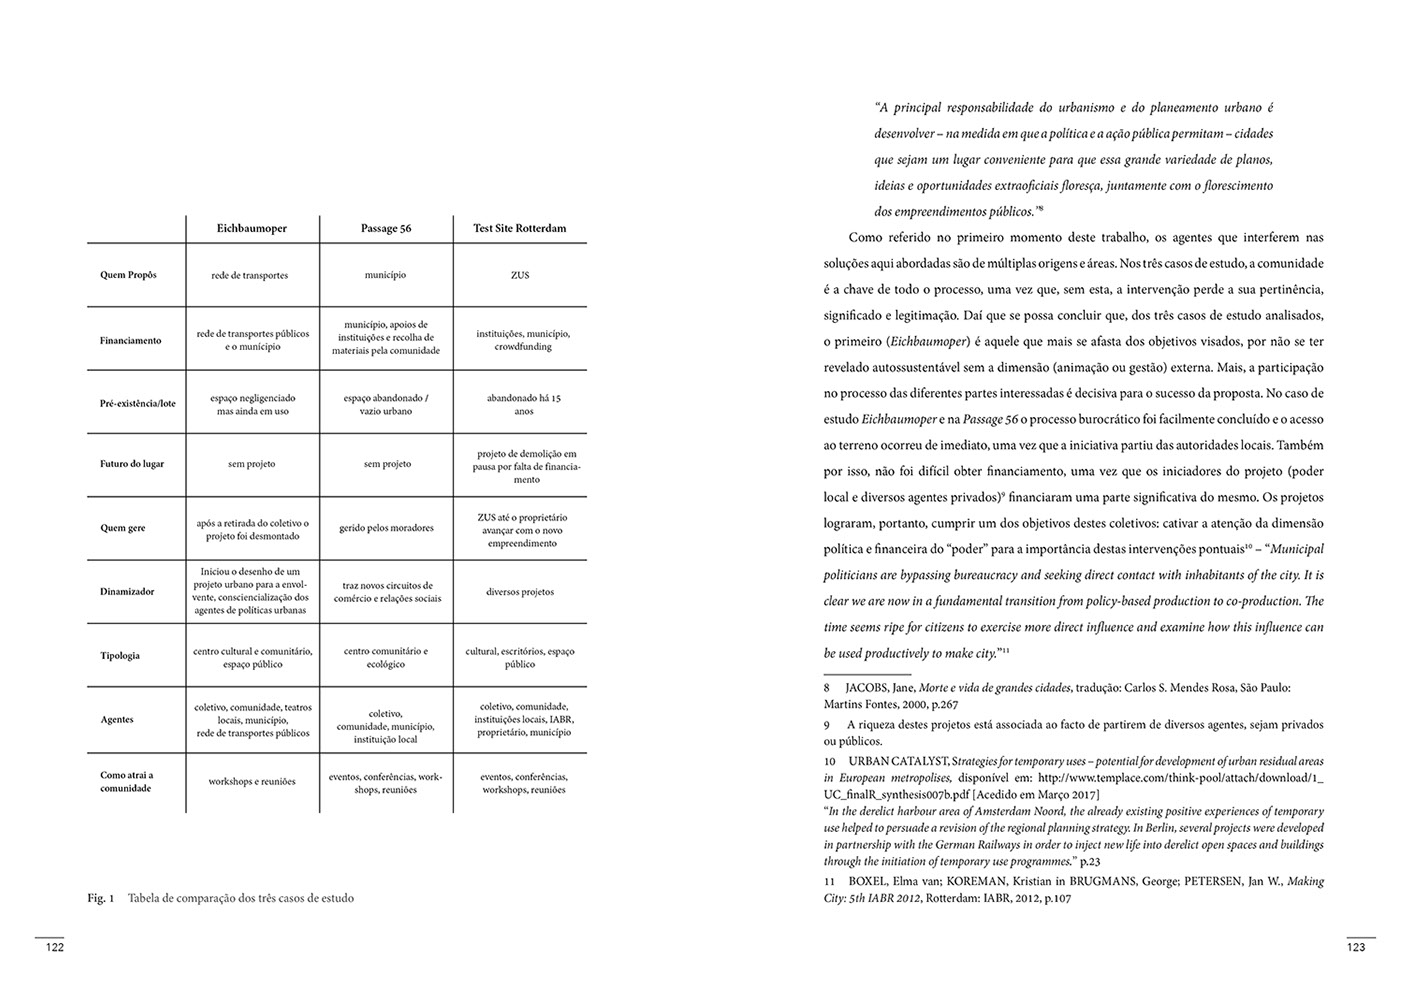 Eichbaumoper Passage 56 Test Site Rotterdam
Quem Propôs
rede de transportes
município
ZUS
Financiamento
rede de transportes públicos
e o munícipio
município, apoios de
instituições e recolha de
materiais pela comunidade
instituições, município,
crowdfunding
Pré-existência/lote
espaço negligenciado
mas ainda em uso
espaço abandonado /
vazio urbano
abandonado há 15
anos
Futuro do lugar
sem projeto
sem projeto
projeto de demolição em
pausa por falta de financia-
mento
Quem gere
após a retirada do coletivo o
projeto foi desmontado
gerido pelos moradores
ZUS até o proprietário
avançar com o novo
empreendimento
Dinamizador
Iniciou o desenho de um
projeto urbano para a envol-
vente, consciencialização dos
agentes de políticas urbanas
traz novos circuitos de
comércio e relações sociais
diversos projetos
Tipologia
centro cultural e comunitário,
espaço público
centro comunitário e
ecológico
cultural, escritórios, espaço
público
Agentes
coletivo, comunidade, teatros
locais, município,
rede de transportes públicos
coletivo,
comunidade, município,
instituição local
coletivo, comunidade,
instituições locais, IABR,
proprietário, município
Como atrai a
comunidade
workshops e reuniões
eventos, conferências, work-
shops, reuniões
eventos, conferências,
workshops, reuniões
Fig. 1 Tabela de comparação dos três casos de estudo
122
“A principal responsabilidade do urbanismo e do planeamento urbano é
desenvolver – na medida em que a política e a ação pública permitam – cidades
que sejam um lugar conveniente para que essa grande variedade de planos,
ideias e oportunidades extraoficiais floresça, juntamente com o florescimento
dos empreendimentos públicos.”8
Como referido no primeiro momento deste trabalho, os agentes que interferem nas
soluções aqui abordadas são de múltiplas origens e áreas. Nos três casos de estudo, a comunidade
é a chave de todo o processo, uma vez que, sem esta, a intervenção perde a sua pertinência,
significado e legitimação. Daí que se possa concluir que, dos três casos de estudo analisados,
o primeiro (Eichbaumoper) é aquele que mais se afasta dos objetivos visados, por não se ter
revelado autossustentável sem a dimensão (animação ou gestão) externa. Mais, a participação
no processo das diferentes partes interessadas é decisiva para o sucesso da proposta. No caso de
estudo Eichbaumoper e na Passage 56 o processo burocrático foi facilmente concluído e o acesso
ao terreno ocorreu de imediato, uma vez que a iniciativa partiu das autoridades locais. Também
por isso, não foi difícil obter financiamento, uma vez que os iniciadores do projeto (poder
local e diversos agentes privados)9 financiaram uma parte significativa do mesmo. Os projetos
lograram, portanto, cumprir um dos objetivos destes coletivos: cativar a atenção da dimensão
política e financeira do “poder” para a importância destas intervenções pontuais10 – “Municipal
politicians are bypassing bureaucracy and seeking direct contact with inhabitants of the city. It is
clear we are now in a fundamental transition from policy-based production to co-production. The
time seems ripe for citizens to exercise more direct influence and examine how this influence can
be used productively to make city.”11
8 JACOBS, Jane, Morte e vida de grandes cidades, tradução: Carlos S. Mendes Rosa, São Paulo:
Martins Fontes, 2000, p.267
9 A riqueza destes projetos está associada ao facto de partirem de diversos agentes, sejam privados
ou públicos.
10 URBAN CATALYST, Strategies for temporary uses – potential for development of urban residual areas
in European metropolises, disponível em: http://www.templace.com/think-pool/attach/download/1_
UC_finalR_synthesis007b.pdf [Acedido em Março 2017]
“In the derelict harbour area of Amsterdam Noord, the already existing positive experiences of temporary
use helped to persuade a revision of the regional planning strategy. In Berlin, several projects were developed
in partnership with the German Railways in order to inject new life into derelict open spaces and buildings
through the initiation of temporary use programmes.” p.23
11 BOXEL, Elma van; KOREMAN, Kristian in BRUGMANS, George; PETERSEN, Jan W., Making
City: 5th IABR 2012, Rotterdam: IABR, 2012, p.107
123